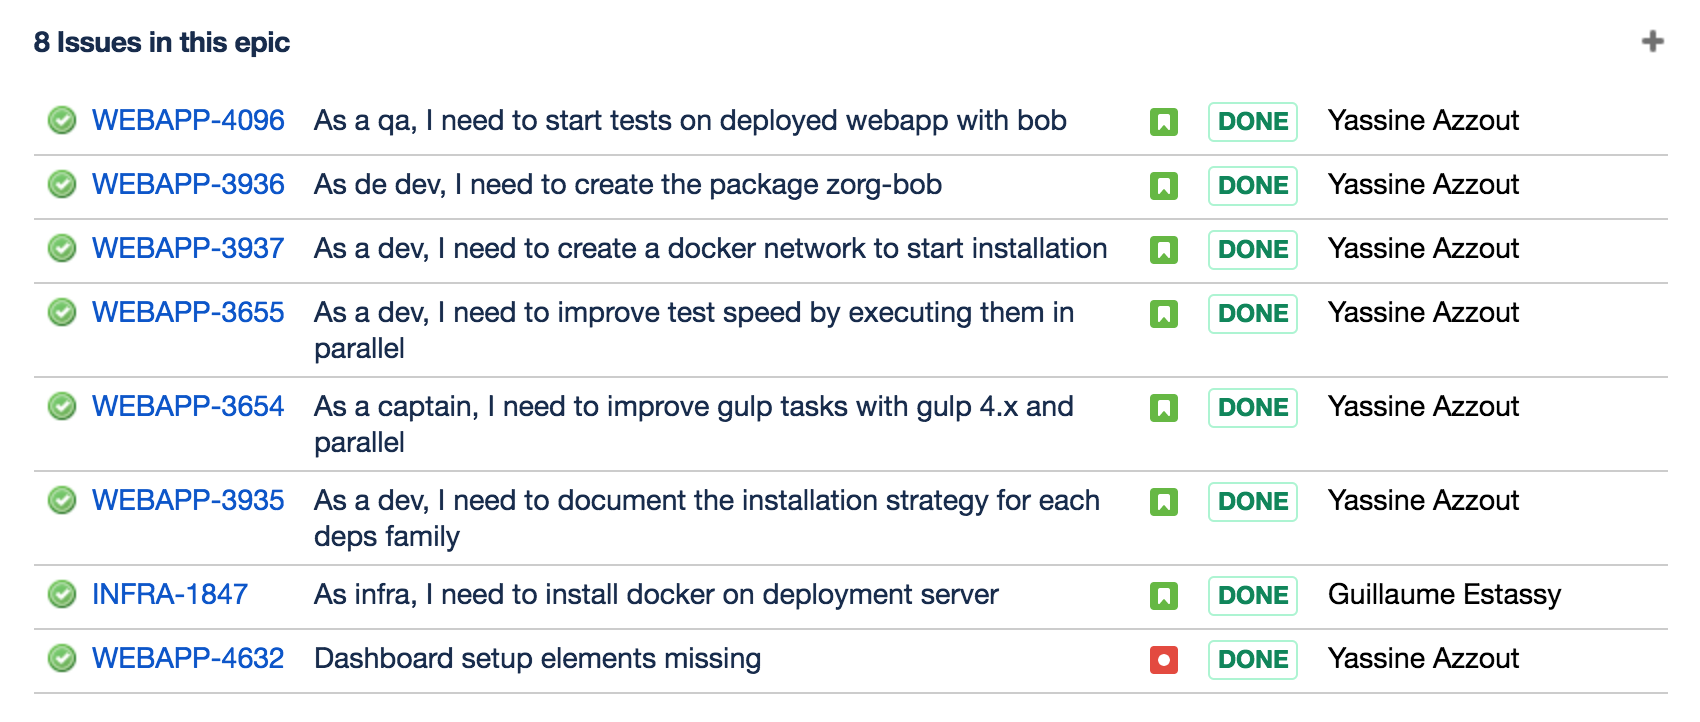 8 Issues in this epic
WEBAPP-4096 As a qa, I need to start tests on deployed webapp with bob DONE Yassine Azzout
WEBAPP-3936 As de dev, I need to create the package zorg-bob DONE Yassine Azzout
WEBAPP-3937 As a dev, I need to create a docker network to start installation DONE Yassine Azzout
WEBAPP-3655 As a dev, I need to improve test speed by executing them in DONE Yassine Azzout
parallel
WEBAPP-3654 As a captain, I need to improve gulp tasks with gulp 4.x and DONE Yassine Azzout
parallel
WEBAPP-3935 As a dev, I need to document the installation strategy for each DONE Yassine Azzout
deps family
INFRA-1847 As infra, I need to install docker on deployment server DONE Guillaume Estassy
WEBAPP-4632 Dashboard setup elements missing DONE Yassine Azzout